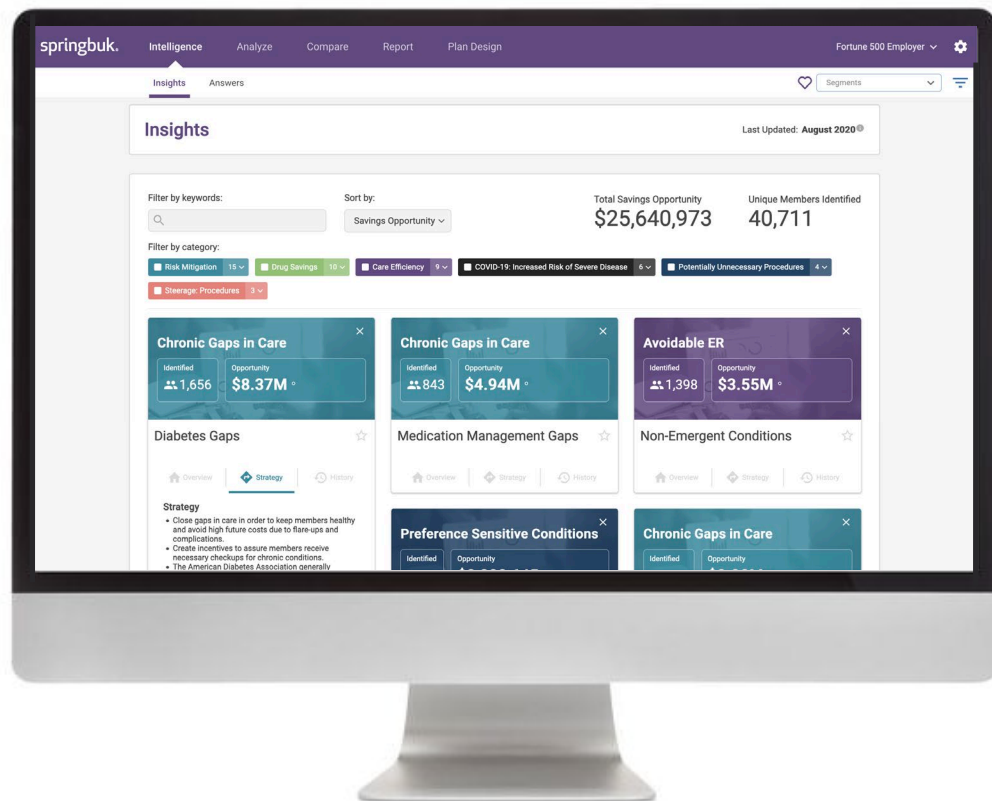 springbuk.
Intelligence Analyze Compare Report Plan Design Fortune 500 Employer
Insights Answers Segments
Insights Last Updated: August 2020
Filter by keywords: Sort by: Total Savings Opportunity Unique Members Identified
Savings Opportunity $25,640,973 40,711
Filter by category:
Risk Mitigation 15 Drug Savings 10 Care Efficiency 9 COVID-19: Increased Risk of Severe Disease 6 Potentially Unnecessary Procedures 4
Steerage: Procedures 3
Chronic Gaps in Care
Identified Opportunity
1,656 $8.37M
Diabetes Gaps
Overview Strategy History
Strategy
• Close gaps in care in order to keep members healthy
and avoid high future costs due to flare-ups and
complications.
• Create incentives to assure members receive
necessary checkups for chronic conditions.
• The American Diabetes Association generally
Chronic Gaps in Care
Identified Opportunity
843 $4.94M
Medication Management Gaps
Overview Strategy History
Preference Sensitive Conditions
Identified Opportunity
Avoidable ER
Identified Opportunity
1,398 $3.55M
Non-Emergent Conditions
Overview Strategy History
Chronic Gaps in Care
Identified Opportunity